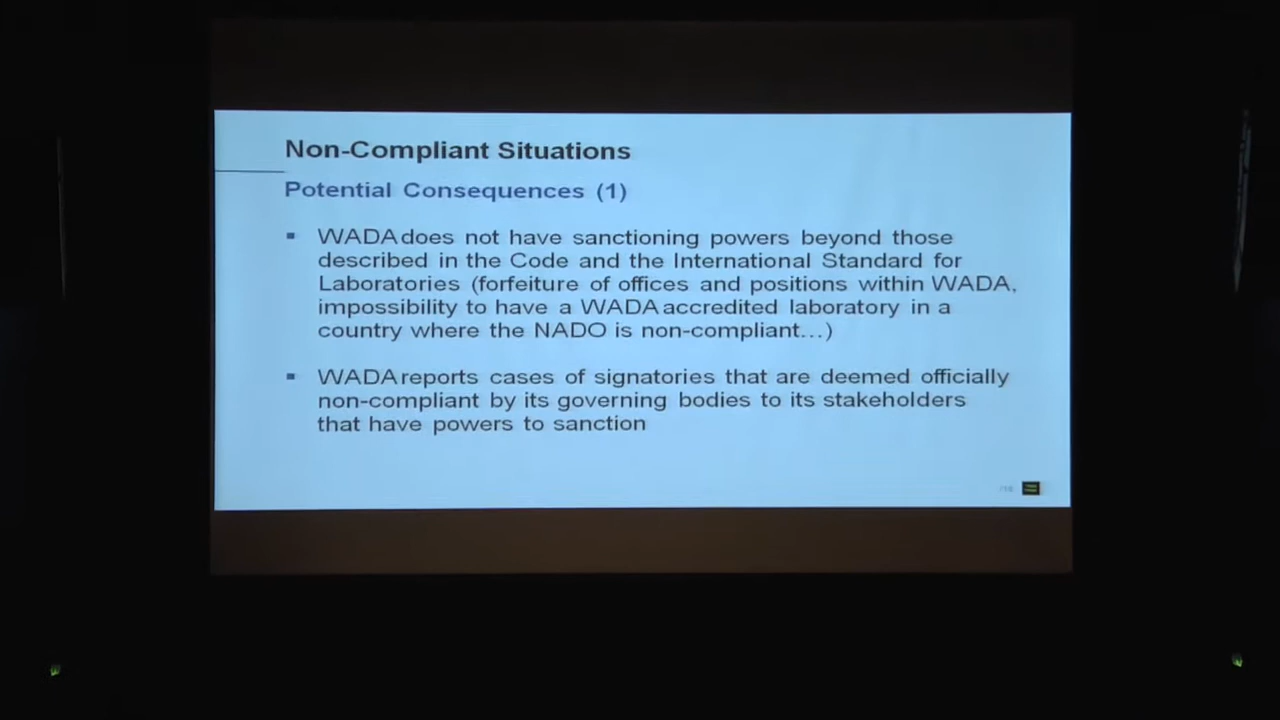 Non-Compliant Situations
Potential Consequences (1)
▪ WADA does not have sanctioning powers beyond those
described in the Code and the International Standard for
Laboratories (forfeiture of offices and positions within WADA,
impossibility to have a WADA accredited laboratory in a
country where the NADO is non-compliant...)
▪ WADA reports cases of signatories that are deemed officially
non-compliant by its governing bodies to its stakeholders
that have powers to sanction